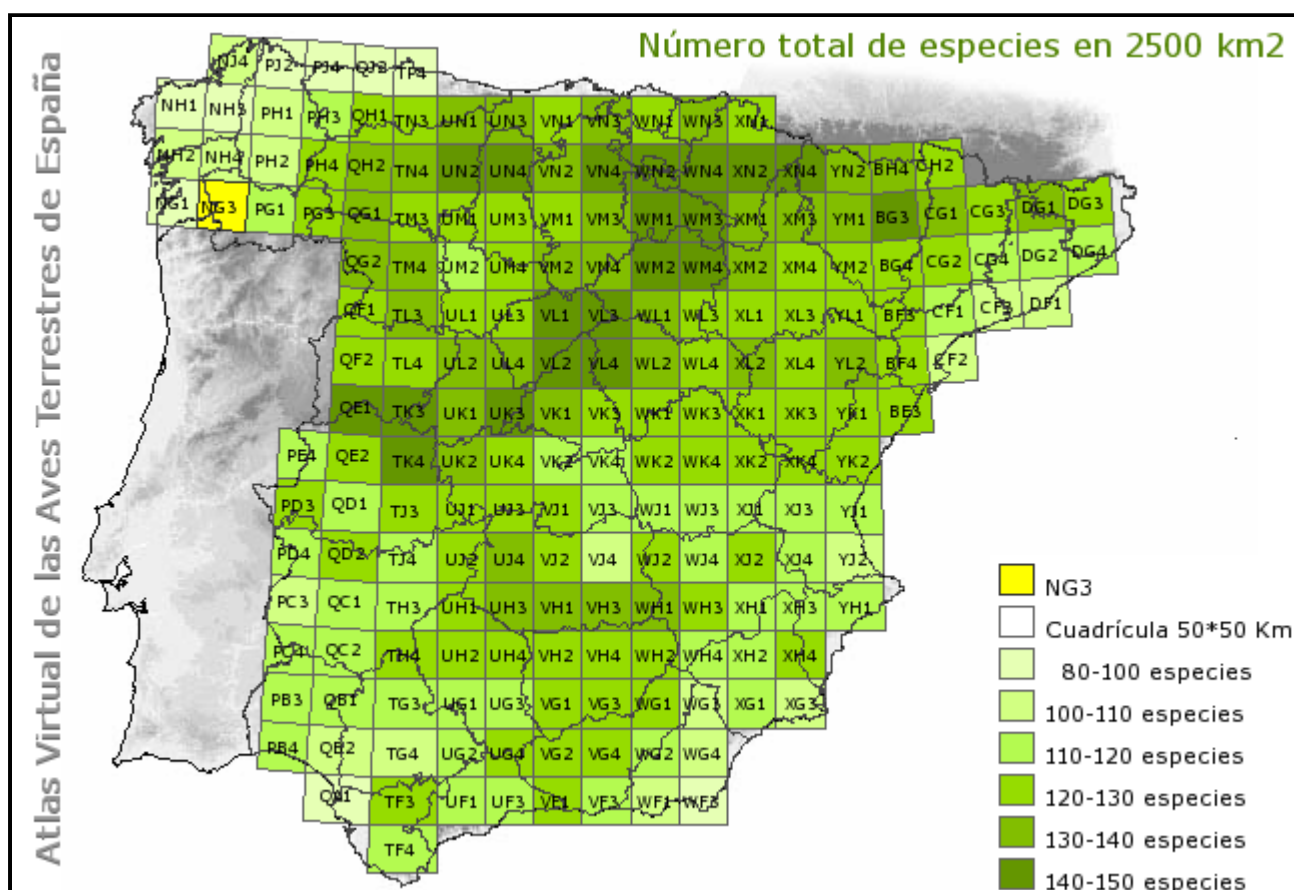 Número total de especies en 2500 km2
Atlas Virtual de las Aves Terrestres de España
NJ4 PJ2 PJ4 QJ2 TP4
NH1 NH3 PH1 PH3 QH1 TN3 UN1 UN3 VN1 VN3 WN1 WN3 XN1
NH2 NH4 PH2 PH4 QH2 TN4 UN2 UN4 VN2 VN4 WN2 WN4 XN2 XN4 YN2 BH4 CH2
NG1 NG3 PG1 PG3 QG1 TM3 UM1 UM3 VM1 VM3 WM1 WM3 XM1 XM3 YM1 BG3 CG1 CG3 DG1 DG3
QG2 TM4 UM2 UM4 VM2 VN4 WM2 WM4 XM2 XM4 YM2 BG4 CG2 CG4 DG2 DG4
QF1 TL3 UL1 UL3 VL1 VL3 WL1 WL3 XL1 XL3 YL1 BF3 CF1 CF3 DF1
QF2 TL4 UL2 UL4 VL2 VL4 WL2 WL4 XL2 XL4 YL2 BF4 CF2
QE1 TK3 UK1 UK3 VK1 VK3 WK1 WK3 XK1 XK3 YK1 BE3
PE4 QE2 TK4 UK2 UK4 VK2 VK4 WK2 WK4 XK2 XK4 YK2
PD3 QD1 TJ3 UJ1 UJ3 VJ1 VJ3 WJ1 WJ3 XJ1 XJ3 YJ1
PD4 QD2 TJ4 UJ2 UJ4 VJ2 VJ4 WJ2 WJ4 XJ2 XJ4 YJ2
PC3 QC1 TH3 UH1 UH3 VH1 VH3 WH1 WH3 XH1 XH3 YH1
PC4 QC2 TH4 UH2 UH4 VH2 VH4 WH2 WH4 XH2 XH4
PB3 QB1 TG3 UG1 UG3 VG1 VG3 WG1 WG3 XG1 XG3
PB4 QB2 TG4 UG2 UG4 VG2 VG4 WG2 WG4
QA1 TF3 UF1 UF3 VF1 VF3 WF1 WF3
TF4
NG3
Cuadrícula 50*50 Km
80-100 especies
100-110 especies
110-120 especies
120-130 especies
130-140 especies
140-150 especies